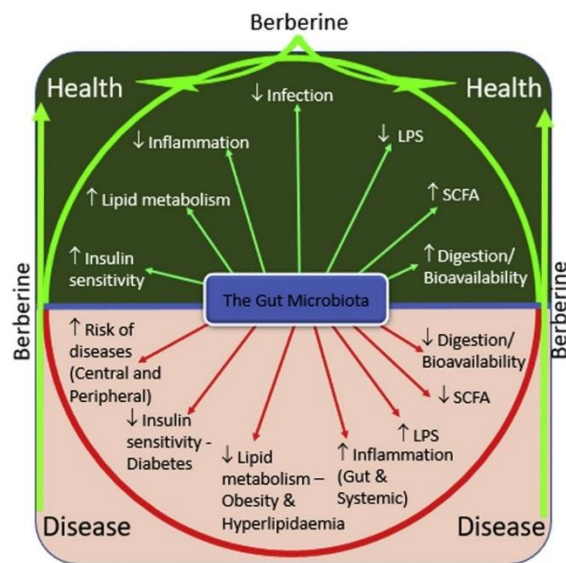 Berberine
Health
Health
↓ Infection
↓ Inflammation
↓ LPS
↑ Lipid metabolism
↑ SCFA
↑ Insulin
sensitivity
↑ Digestion/
Bioavailability
Berberine
The Gut Microbiota
Berberine
↑ Risk of
diseases
(Central and
Peripheral)
↓ Digestion/
Bioavailability
↓ SCFA
↓ Insulin
sensitivity -
Diabetes
↑ LPS
↓ Lipid
metabolism –
Obesity &
Hyperlipidaemia
↑ Inflammation
(Gut &
Systemic)
Disease
Disease